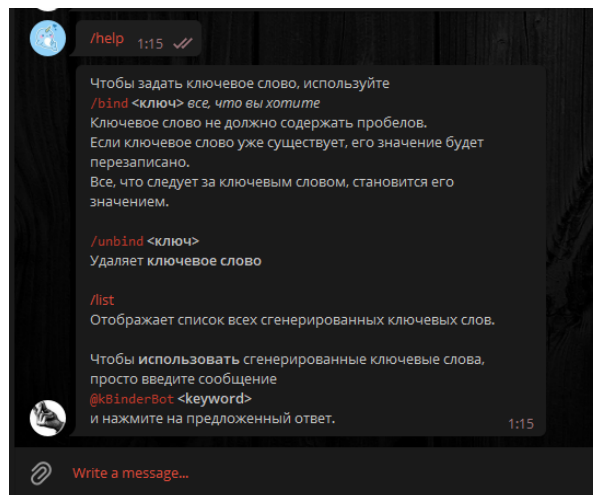 /help 1:15
Чтобы задать ключевое слово, используйте
/bind <ключ> все, что вы хотите
Ключевое слово не должно содержать пробелов.
Если ключевое слово уже существует, его значение будет
перезаписано.
Все, что следует за ключевым словом, становится его
значением.
/unbind <ключ>
Удаляет ключевое слово
/list
Отображает список всех сгенерированных ключевых слов.
Чтобы использовать сгенерированные ключевые слова,
просто введите сообщение
@kBinderBot <keyword>
и нажмите на предложенный ответ.
1:15
Write a message...